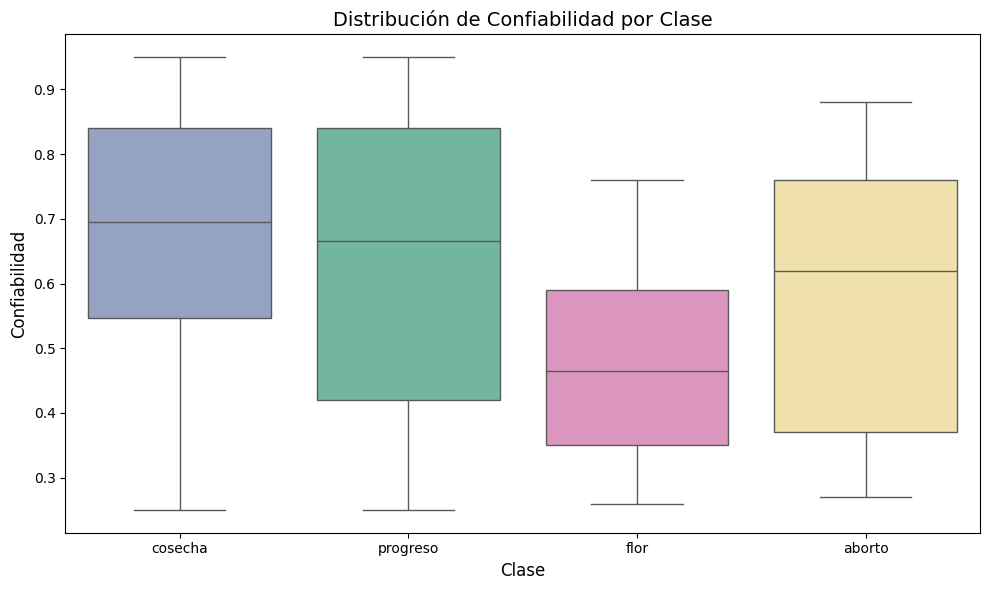 Distribución de Confiabilidad por Clase
Confiabilidad
0.9
0.8
0.7
0.6
0.5
0.4
0.3
cosecha progreso flor aborto
Clase